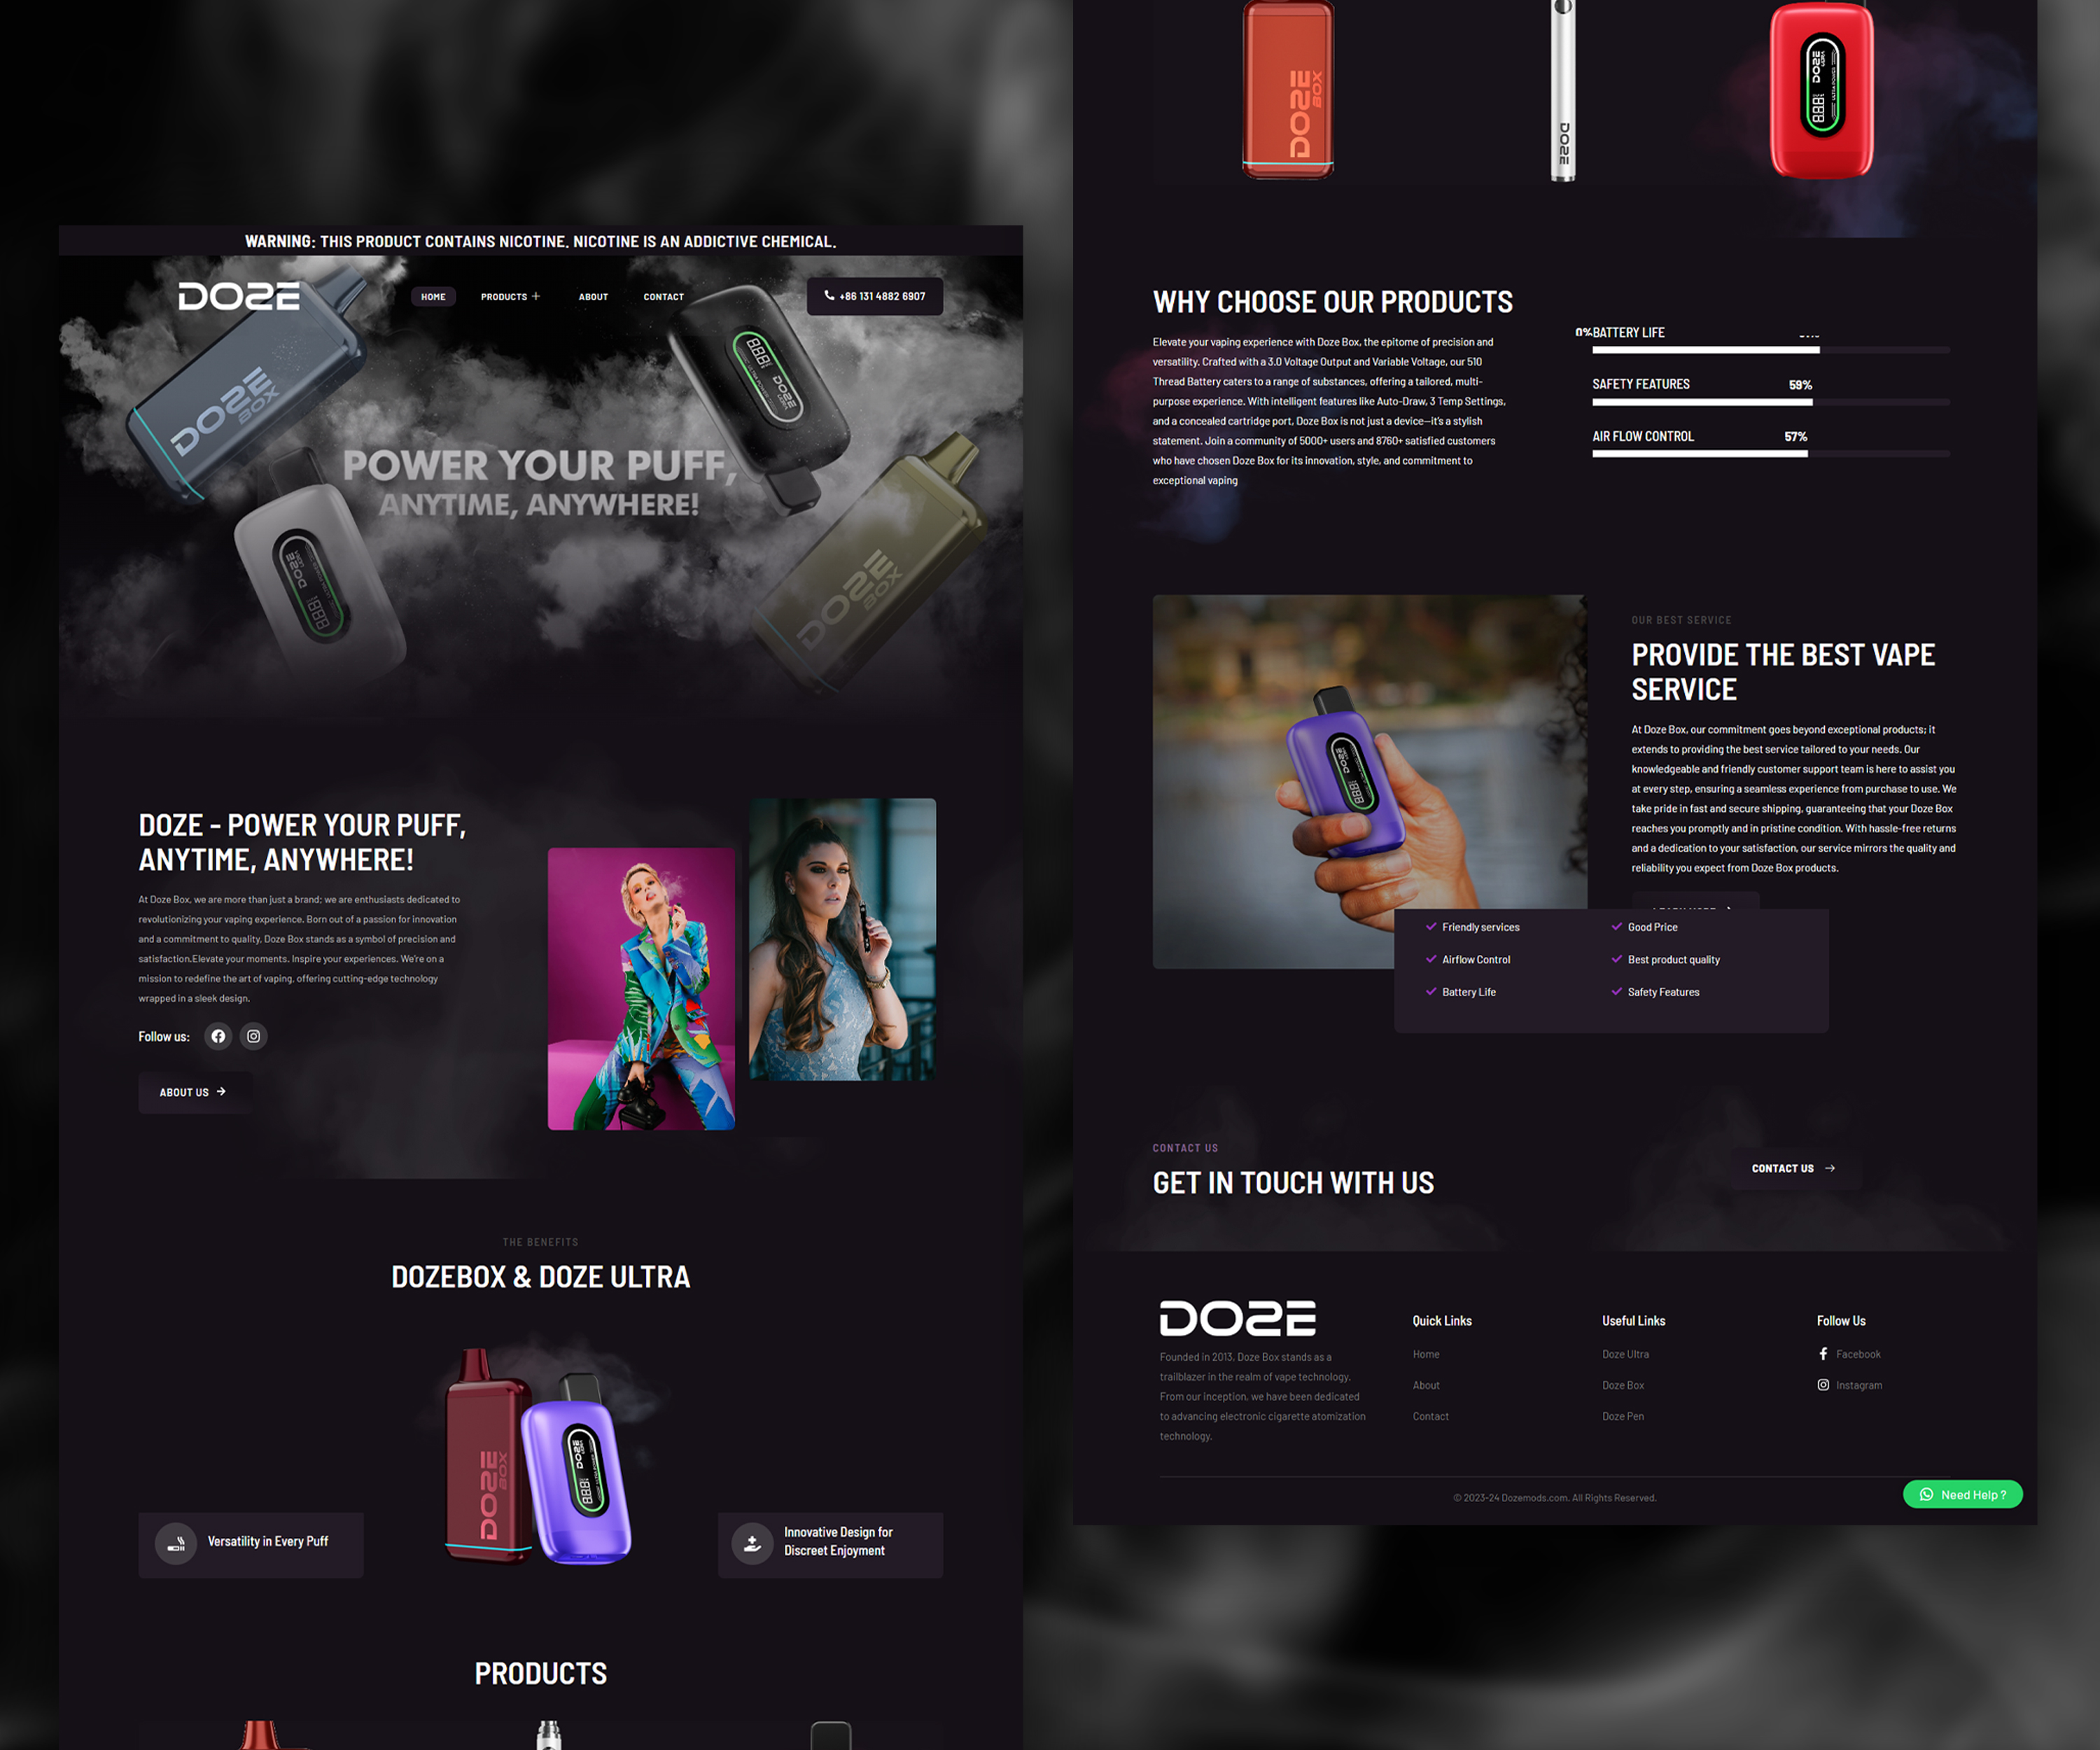 WARNING: THIS PRODUCT CONTAINS NICOTINE. NICOTINE IS AN ADDICTIVE CHEMICAL.
DOZE
HOME
PRODUCTS +
ABOUT
CONTACT
+86 131 4882 6907
DOZE
BOX
DOZE
POWER YOUR PUFF,
ANYTIME, ANYWHERE!
DOZE
DOZE
BOX
DOZE - POWER YOUR PUFF,
ANYTIME, ANYWHERE!
At Doze Box, we are more than just a brand; we are enthusiasts dedicated to
revolutionizing your vaping experience. Born out of a passion for innovation
and a commitment to quality, Doze Box stands as a symbol of precision and
satisfaction.Elevate your moments. Inspire your experiences. We're on a
mission to redefine the art of vaping, offering cutting-edge technology
wrapped in a sleek design.
Follow us:
ABOUT US
THE BENEFITS
DOZEBOX & DOZE ULTRA
DOZE
BOX
DOZE
Versatility in Every Puff
Innovative Design for
Discreet Enjoyment
PRODUCTS
DOZE
BOX
DOZE
DOZE
WHY CHOOSE OUR PRODUCTS
Elevate your vaping experience with Doze Box, the epitome of precision and
versatility. Crafted with a 3.0 Voltage Output and Variable Voltage, our 510
Thread Battery caters to a range of substances, offering a tailored, multi-
purpose experience. With intelligent features like Auto-Draw, 3 Temp Settings,
and a concealed cartridge port, Doze Box is not just a device—it's a stylish
statement. Join a community of 5000+ users and 8760+ satisfied customers
who have chosen Doze Box for its innovation, style, and commitment to
exceptional vaping
0% BATTERY LIFE
SAFETY FEATURES 59%
AIR FLOW CONTROL 57%
DOZE
OUR BEST SERVICE
PROVIDE THE BEST VAPE
SERVICE
At Doze Box, our commitment goes beyond exceptional products; it
extends to providing the best service tailored to your needs. Our
knowledgeable and friendly customer support team is here to assist you
at every step, ensuring a seamless experience from purchase to use. We
take pride in fast and secure shipping, guaranteeing that your Doze Box
reaches you promptly and in pristine condition. With hassle-free returns
and a dedication to your satisfaction, our service mirrors the quality and
reliability you expect from Doze Box products.
Friendly services
Good Price
Airflow Control
Best product quality
Battery Life
Safety Features
CONTACT US
GET IN TOUCH WITH US
CONTACT US
DOZE
Founded in 2013, Doze Box stands as a
trailblazer in the realm of vape technology.
From our inception, we have been dedicated
to advancing electronic cigarette atomization
technology.
Quick Links
Home
About
Contact
Useful Links
Doze Ultra
Doze Box
Doze Pen
Follow Us
Facebook
Instagram
© 2023-24 Dozemods.com. All Rights Reserved.
Need Help ?